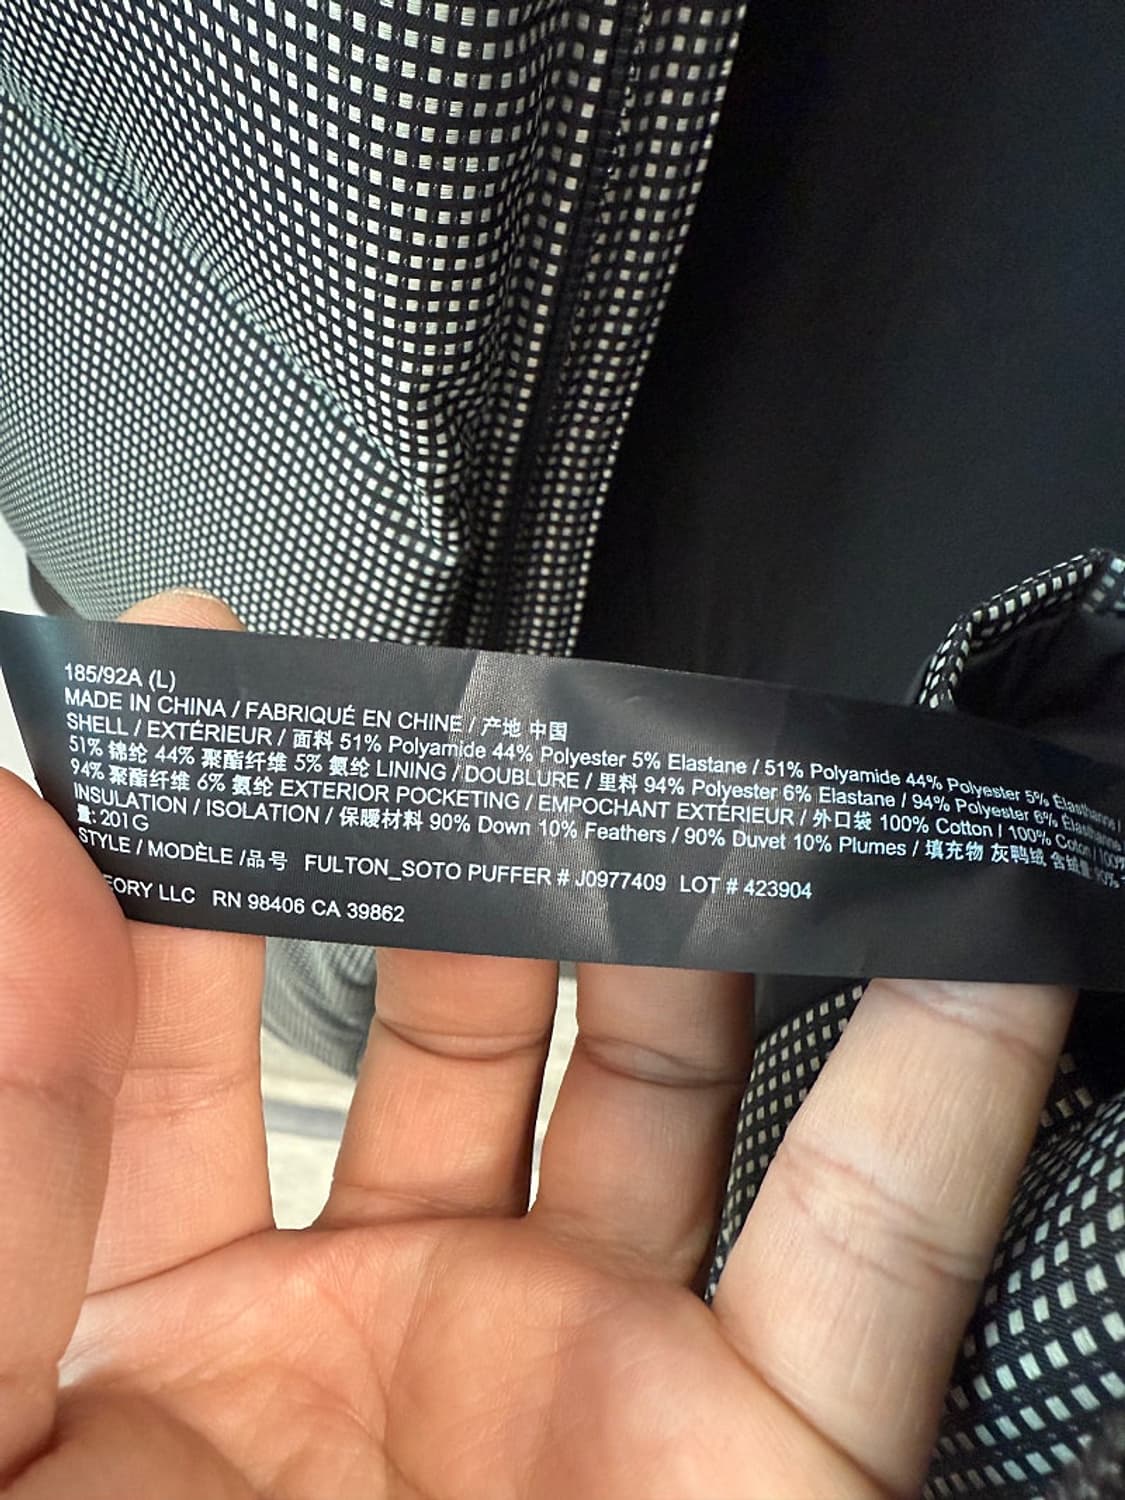 185/92A (L)
MADE IN CHINA / FABRIQUÉ EN CHINE / 产地 中国
SHELL / EXTÉRIEUR / 面料 51% Polyamide 44% Polyester 5% Elastane / 51% Polyamide 44% Polyester 5% Élasthanne /
51% 锦纶 44% 聚酯纤维 5% 氨纶 LINING / DOUBLURE / 里料 94% Polyester 6% Elastane / 94% Polyester 6% Élasthanne
94% 聚酯纤维 6% 氨纶 EXTERIOR POCKETING / EMPOCHANT EXTÉRIEUR / 外口袋 100% Cotton / 100% Coton / 100%
INSULATION / ISOLATION / 保暖材料 90% Down 10% Feathers / 90% Duvet 10% Plumes / 填充物 灰鸭绒 含绒量 90%
量: 201G
STYLE / MODÈLE /品号 FULTON_SOTO PUFFER # J0977409 LOT # 423904
EORY LLC RN 98406 CA 39862